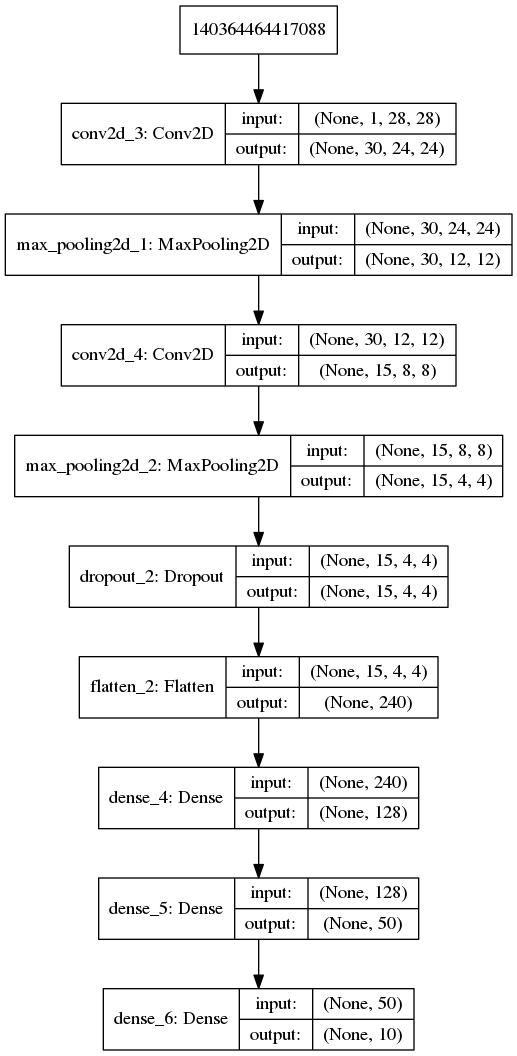 140364464417088
conv2d_3: Conv2D
input: (None, 1, 28, 28)
output: (None, 30, 24, 24)
max_pooling2d_1: MaxPooling2D
input: (None, 30, 24, 24)
output: (None, 30, 12, 12)
conv2d_4: Conv2D
input: (None, 30, 12, 12)
output: (None, 15, 8, 8)
max_pooling2d_2: MaxPooling2D
input: (None, 15, 8, 8)
output: (None, 15, 4, 4)
dropout_2: Dropout
input: (None, 15, 4, 4)
output: (None, 15, 4, 4)
flatten_2: Flatten
input: (None, 15, 4, 4)
output: (None, 240)
dense_4: Dense
input: (None, 240)
output: (None, 128)
dense_5: Dense
input: (None, 128)
output: (None, 50)
dense_6: Dense
input: (None, 50)
output: (None, 10)